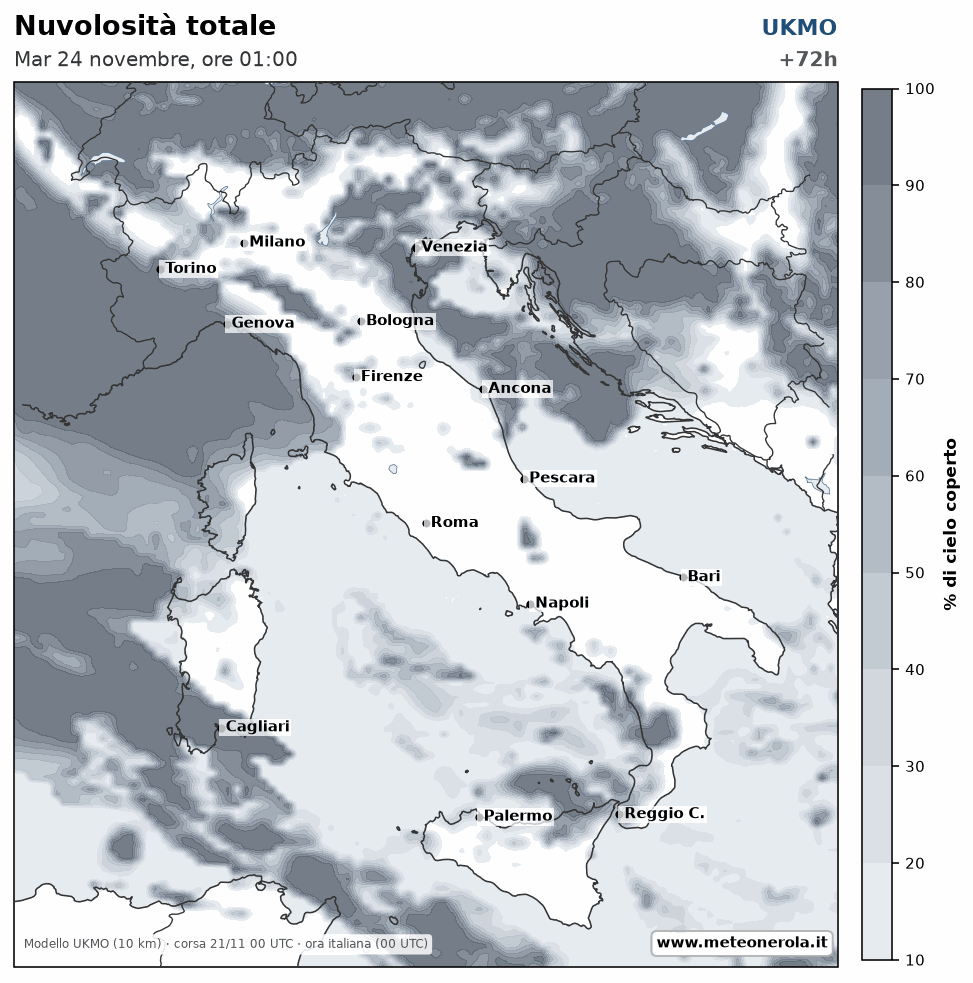 Nuvolosità totale
UKMO
Mar 24 novembre, ore 01:00
+72h
100
90
80
70
60
50
40
30
20
10
% di cielo coperto
Milano
Venezia
Torino
Genova
Bologna
Firenze
Ancona
Pescara
Roma
Bari
Napoli
Cagliari
Palermo
Reggio C.
Modello UKMO (10 km) · corsa 21/11 00 UTC · ora italiana (00 UTC)
www.meteonerola.it